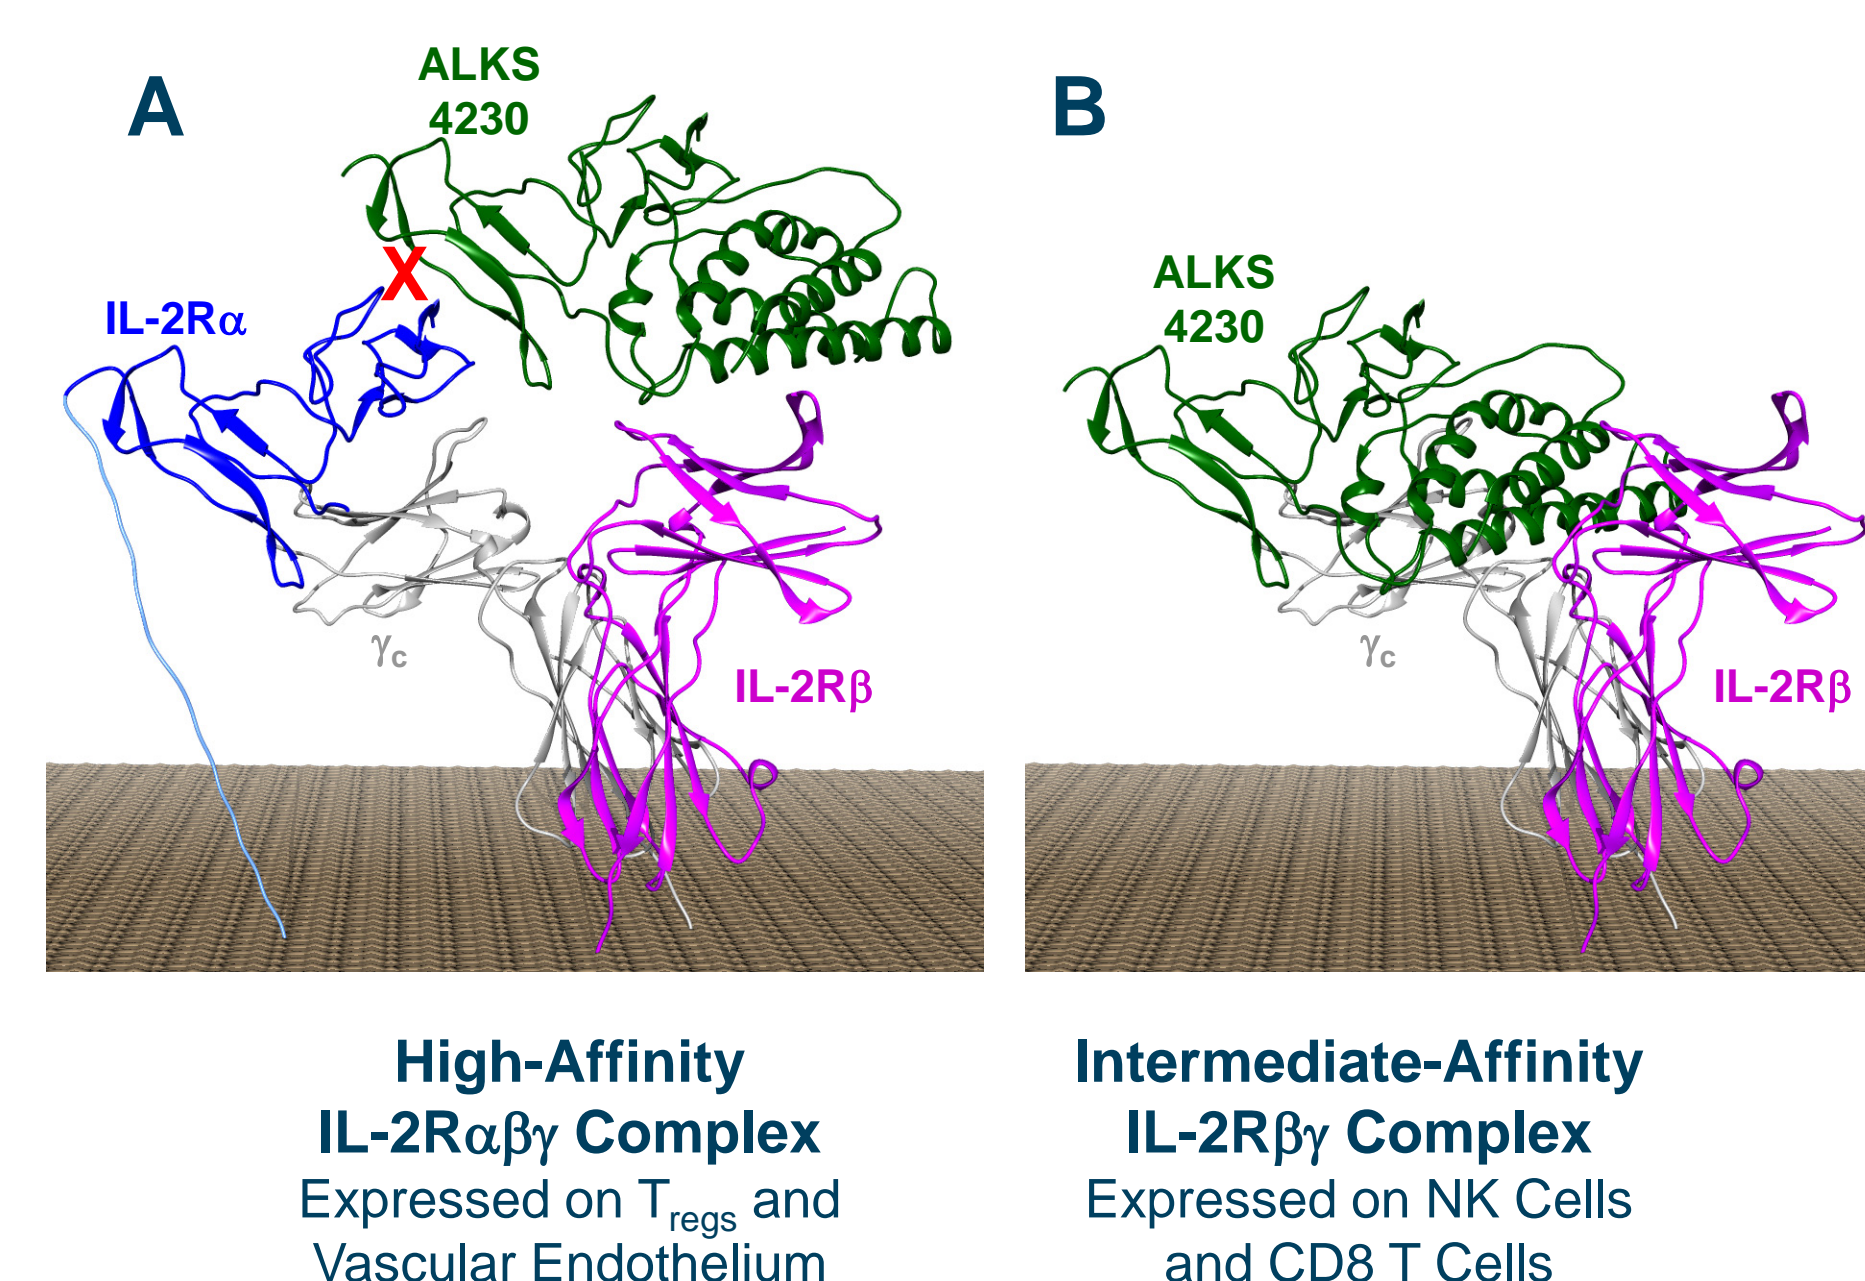 A
ALKS
4230
X
IL-2Rα
γc
IL-2Rβ
High-Affinity
IL-2Rαβγ Complex
Expressed on Tregs and
Vascular Endothelium
B
ALKS
4230
γc
IL-2Rβ
Intermediate-Affinity
IL-2Rβγ Complex
Expressed on NK Cells
and CD8 T Cells